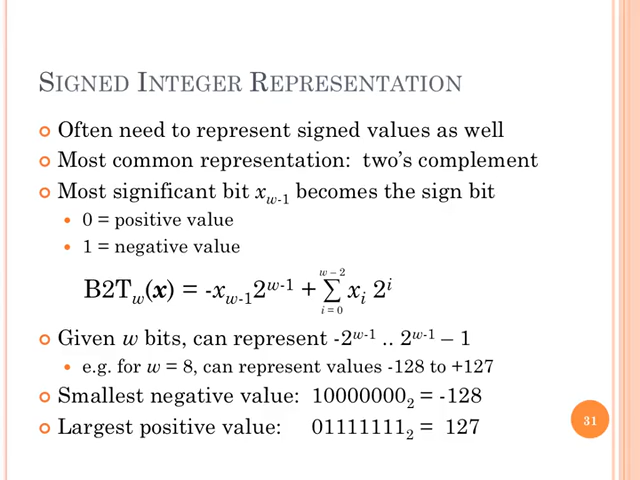 SIGNED INTEGER REPRESENTATION
Often need to represent signed values as well
Most common representation: two's complement
Most significant bit x_{w-1} becomes the sign bit
0 = positive value
1 = negative value
B2T_w(x) = -x_{w-1}2^{w-1} + ∑_{i=0}^{w–2} x_i 2^i
Given w bits, can represent -2^{w-1} .. 2^{w-1} – 1
e.g. for w = 8, can represent values -128 to +127
Smallest negative value: 10000000_2 = -128
Largest positive value: 01111111_2 = 127
31